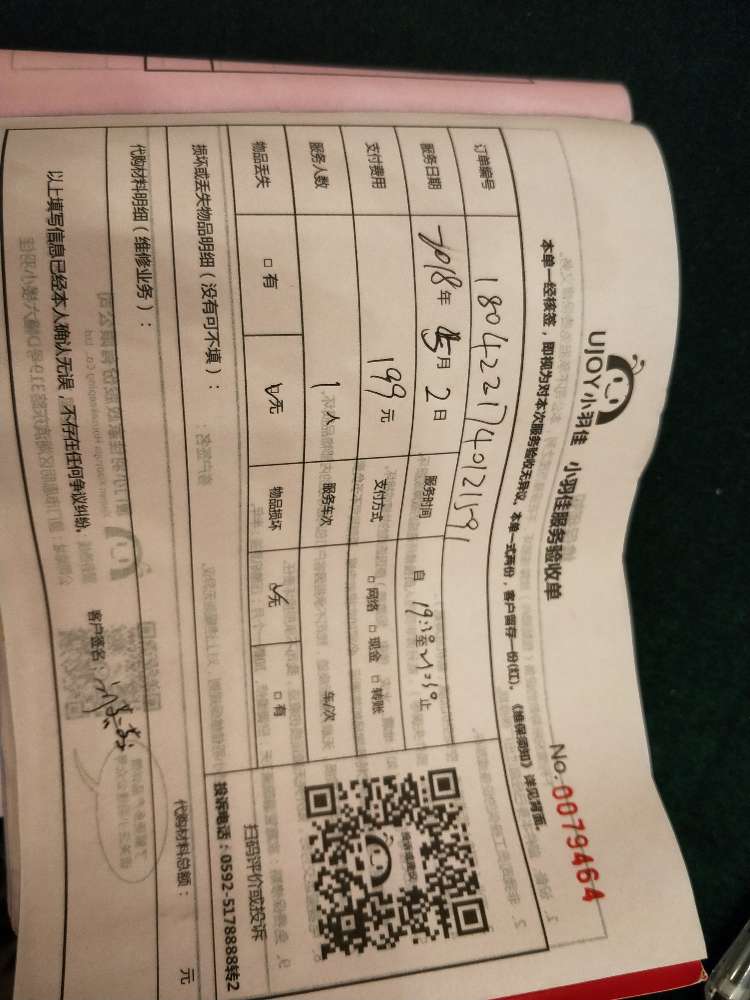 UJOY小羽佳 小羽佳服务验收单
No.0079464
本单一经核签，即视为对本次服务验收无异议。本单一式两份，客户留存一份(红)。《维保须知》详见背面。
订单编号 1804221740121591
服务日期 2018年 5月 2日 服务时间 自 19:30至21:30止
支付费用 199元 支付方式 □网络 □现金 □转账
服务人数 1人 服务车次 车/次
物品丢失 □有 ☑无 物品损坏 ☑无 □有
损坏或丢失物品明细（没有可不填）：
扫码评价或投诉
投诉电话：0592-5178888转2
代购材料明细（维修业务）：
代购材料总额： 元
以上填写信息已经本人确认无误，不存在任何争议纠纷。
客户签名：